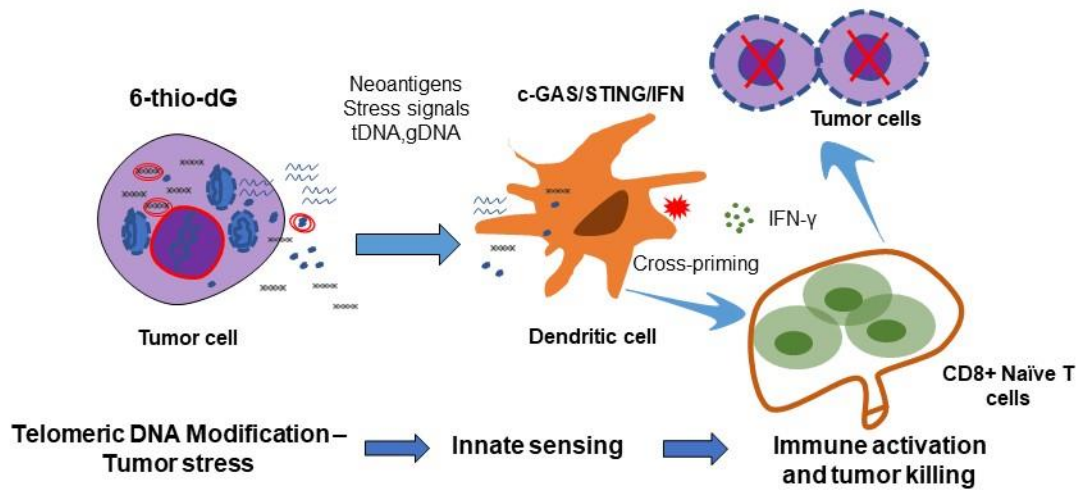 6-thio-dG
Neoantigens
Stress signals
tDNA,gDNA
c-GAS/STING/IFN
Tumor cells
IFN-γ
Cross-priming
Tumor cell
Dendritic cell
CD8+ Naïve T
cells
Telomeric DNA Modification –
Tumor stress
Innate sensing
Immune activation
and tumor killing